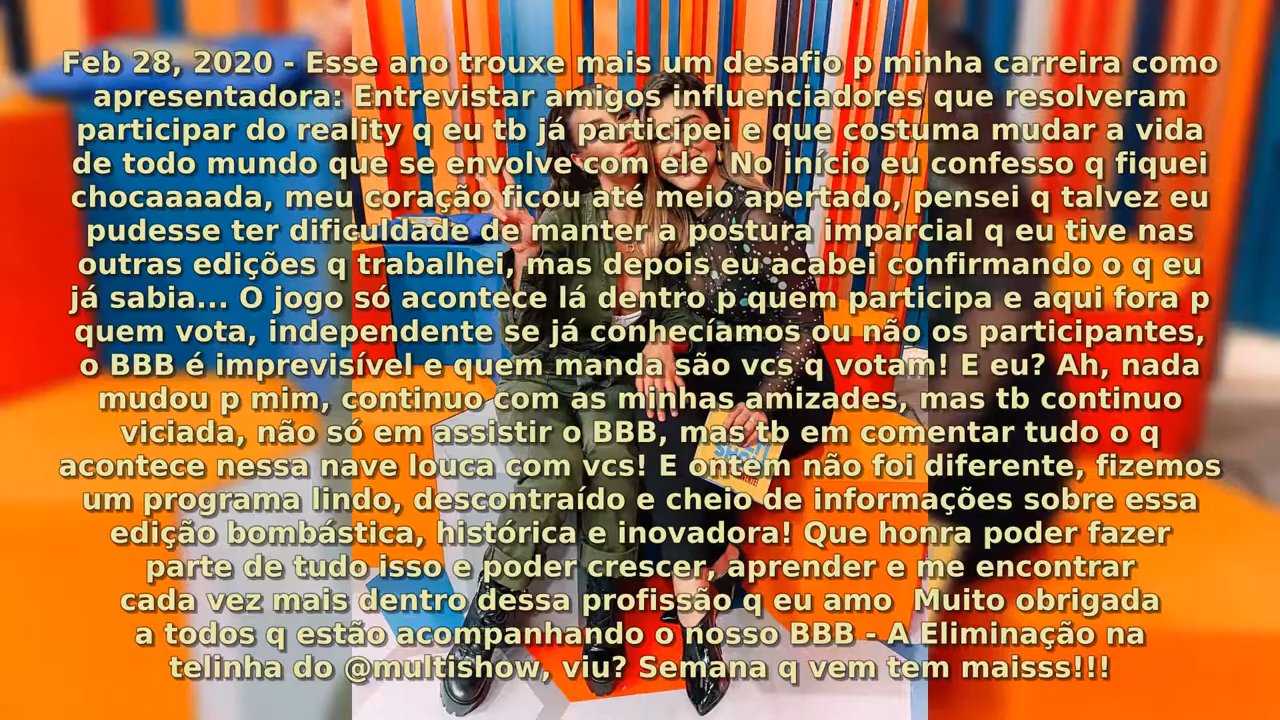 Feb 28, 2020 - Esse ano trouxe mais um desafio p minha carreira como
apresentadora: Entrevistar amigos influenciadores que resolveram
participar do reality q eu tb já participei e que costuma mudar a vida
de todo mundo que se envolve com ele  No início eu confesso q fiquei
chocaaaada, meu coração ficou até meio apertado, pensei q talvez eu
pudesse ter dificuldade de manter a postura imparcial q eu tive nas
outras edições q trabalhei, mas depois eu acabei confirmando o q eu
já sabia... O jogo só acontece lá dentro p quem participa e aqui fora p
quem vota, independente se já conhecíamos ou não os participantes,
o BBB é imprevisível e quem manda são vcs q votam! E eu? Ah, nada
mudou p mim, continuo com as minhas amizades, mas tb continuo
viciada, não só em assistir o BBB, mas tb em comentar tudo o q
acontece nessa nave louca com vcs! E ontem não foi diferente, fizemos
um programa lindo, descontraído e cheio de informações sobre essa
edição bombástica, histórica e inovadora! Que honra poder fazer
parte de tudo isso e poder crescer, aprender e me encontrar
cada vez mais dentro dessa profissão q eu amo  Muito obrigada
a todos q estão acompanhando o nosso BBB - A Eliminação na
telinha do @multishow, viu? Semana q vem tem maisss!!!